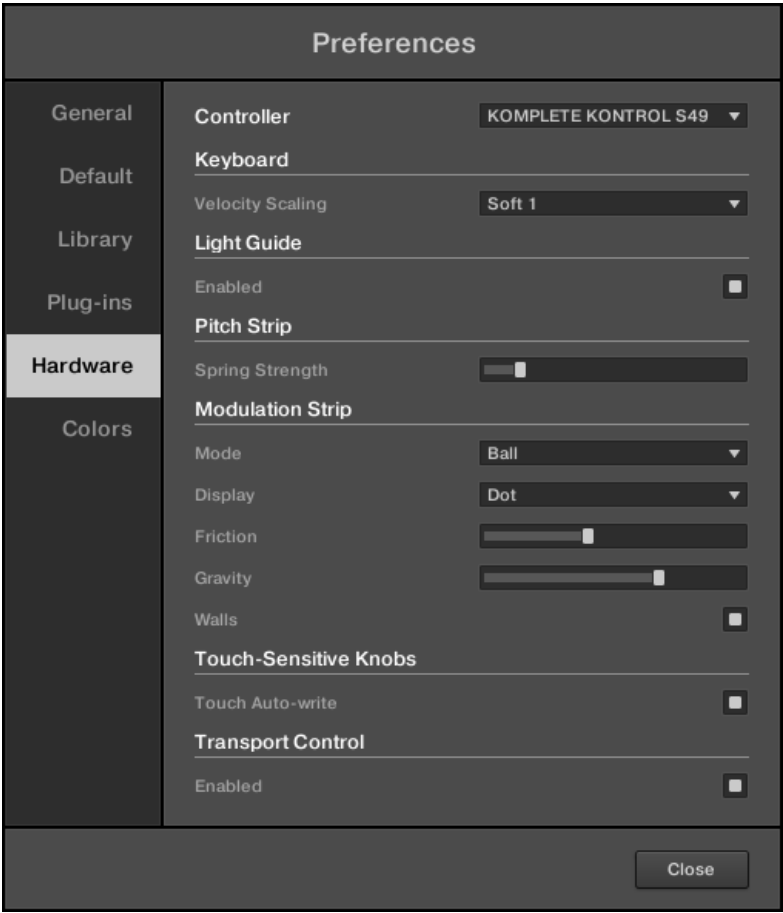 Preferences
General
Default
Library
Plug-ins
Hardware
Colors
Controller KOMPLETE KONTROL S49
Keyboard
Velocity Scaling Soft 1
Light Guide
Enabled
Pitch Strip
Spring Strength
Modulation Strip
Mode Ball
Display Dot
Friction
Gravity
Walls
Touch-Sensitive Knobs
Touch Auto-write
Transport Control
Enabled
Close